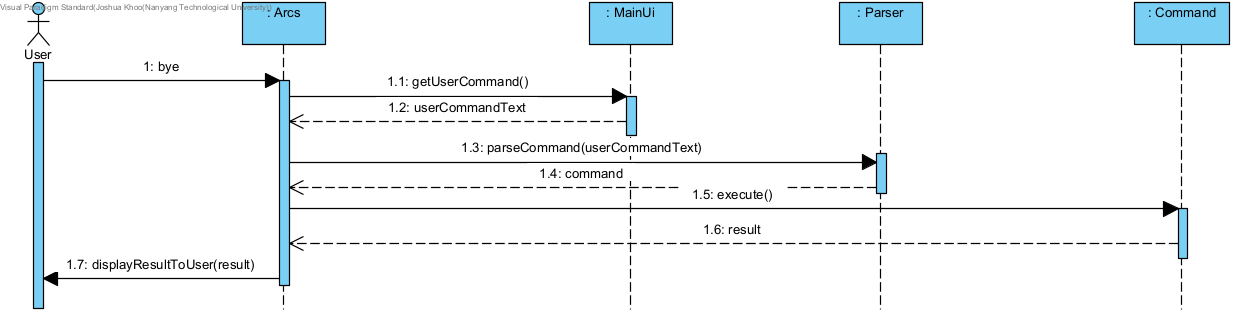 Visual Paradigm Standard(Joshua Khoo(Nanyang Technological University))
: Arcs
: MainUi
: Parser
: Command
User
1: bye
1.1: getUserCommand()
1.2: userCommandText
1.3: parseCommand(userCommandText)
1.4: command
1.5: execute()
1.6: result
1.7: displayResultToUser(result)